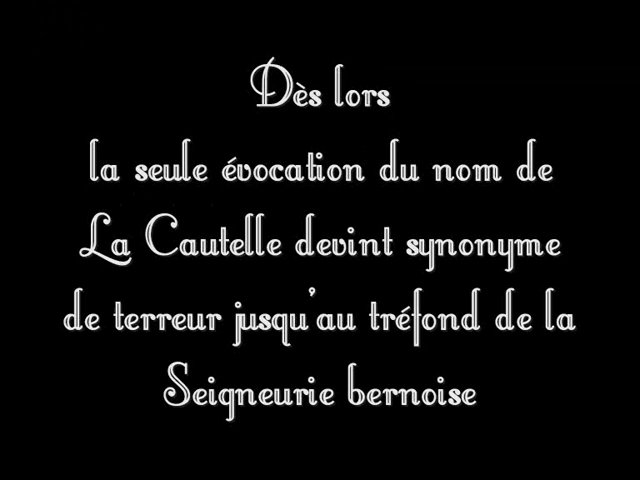 Dès lors
la seule évocation du nom de
La Cautelle devint synonyme
de terreur jusqu'au tréfond de la
Seigneurie bernoise